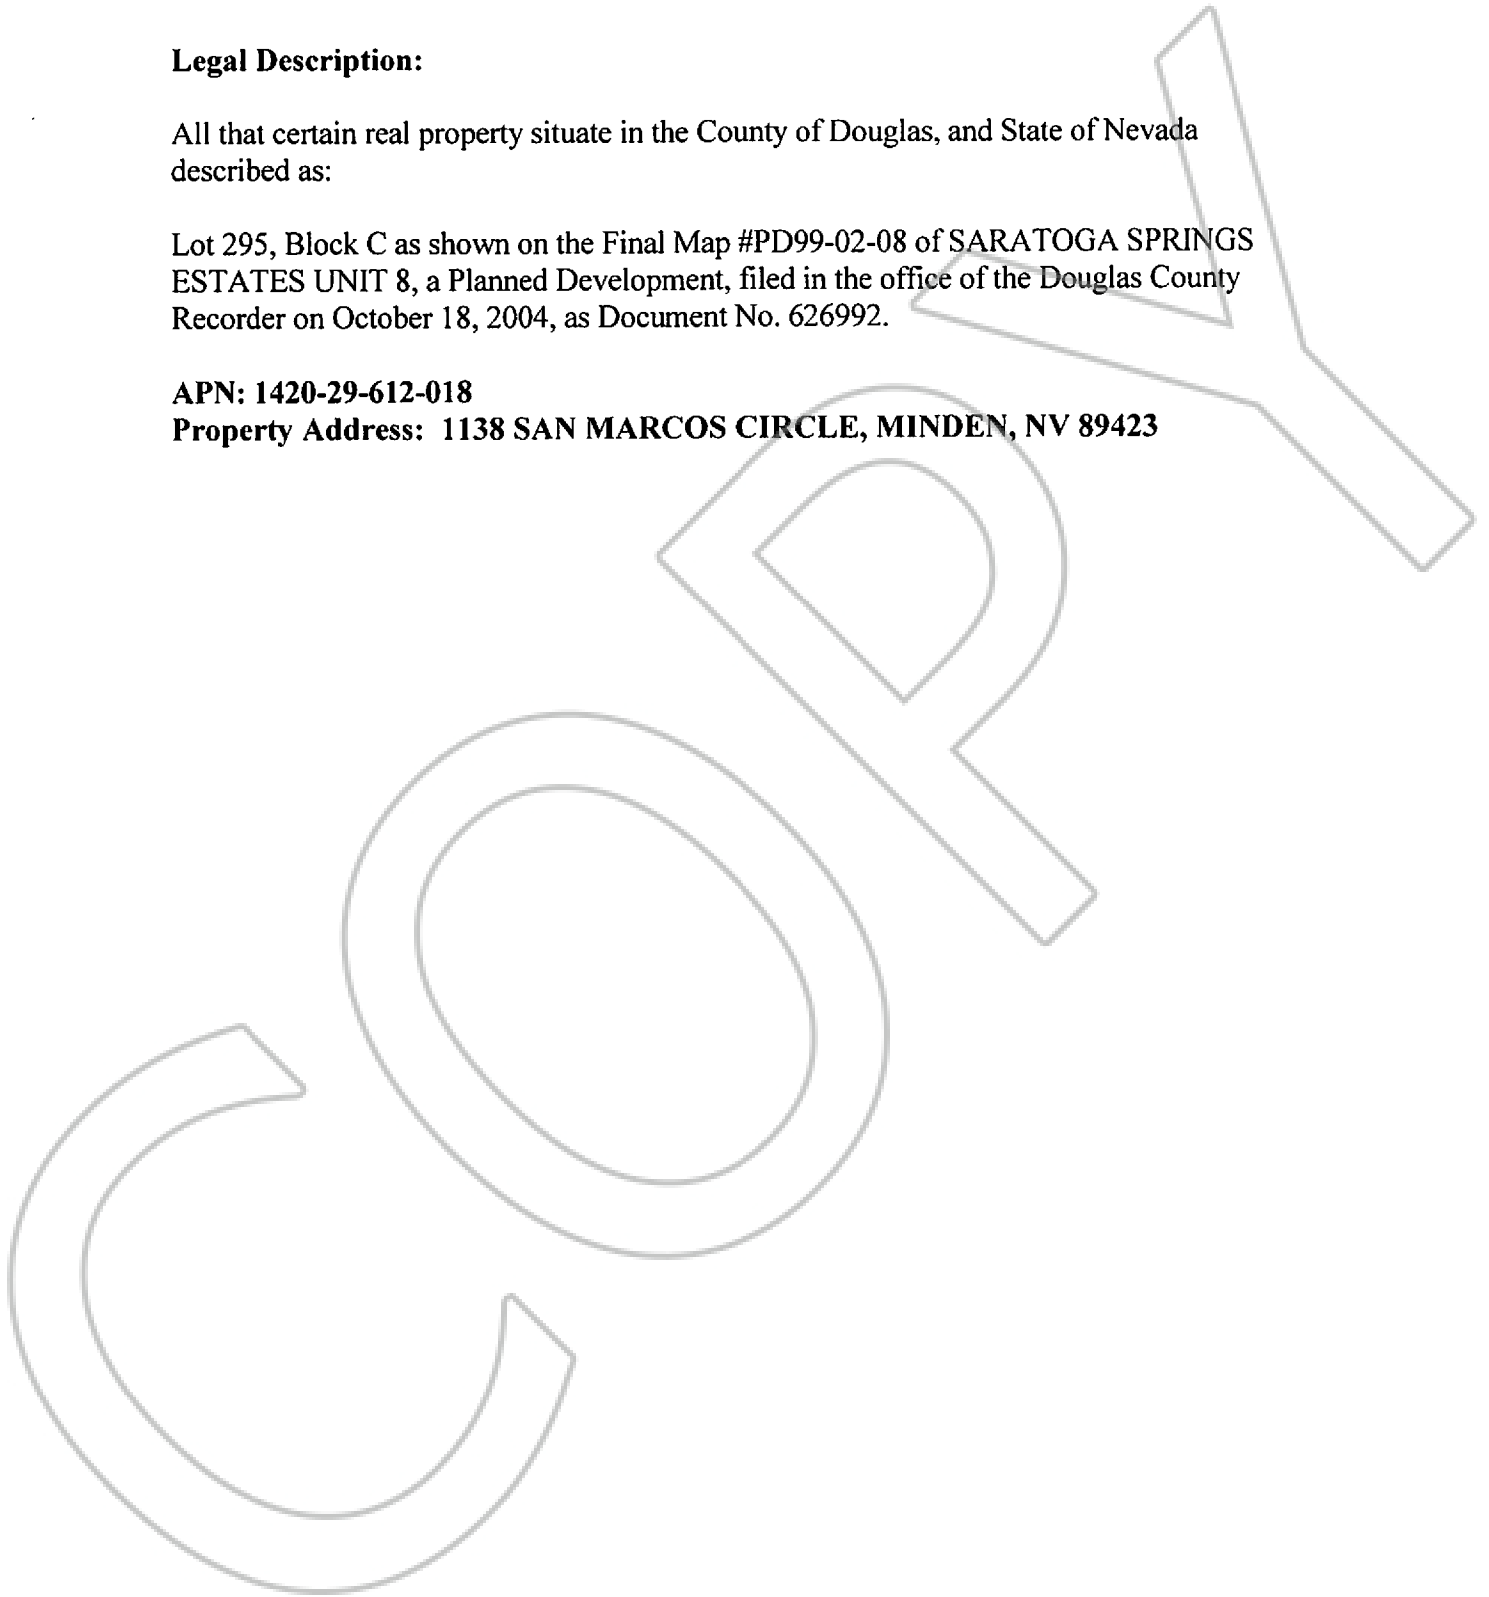 Legal Description:
All that certain real property situate in the County of Douglas, and State of Nevada
described as:
Lot 295, Block C as shown on the Final Map #PD99-02-08 of SARATOGA SPRINGS
ESTATES UNIT 8, a Planned Development, filed in the office of the Douglas County
Recorder on October 18, 2004, as Document No. 626992.
APN: 1420-29-612-018
Property Address: 1138 SAN MARCOS CIRCLE, MINDEN, NV 89423
COPY